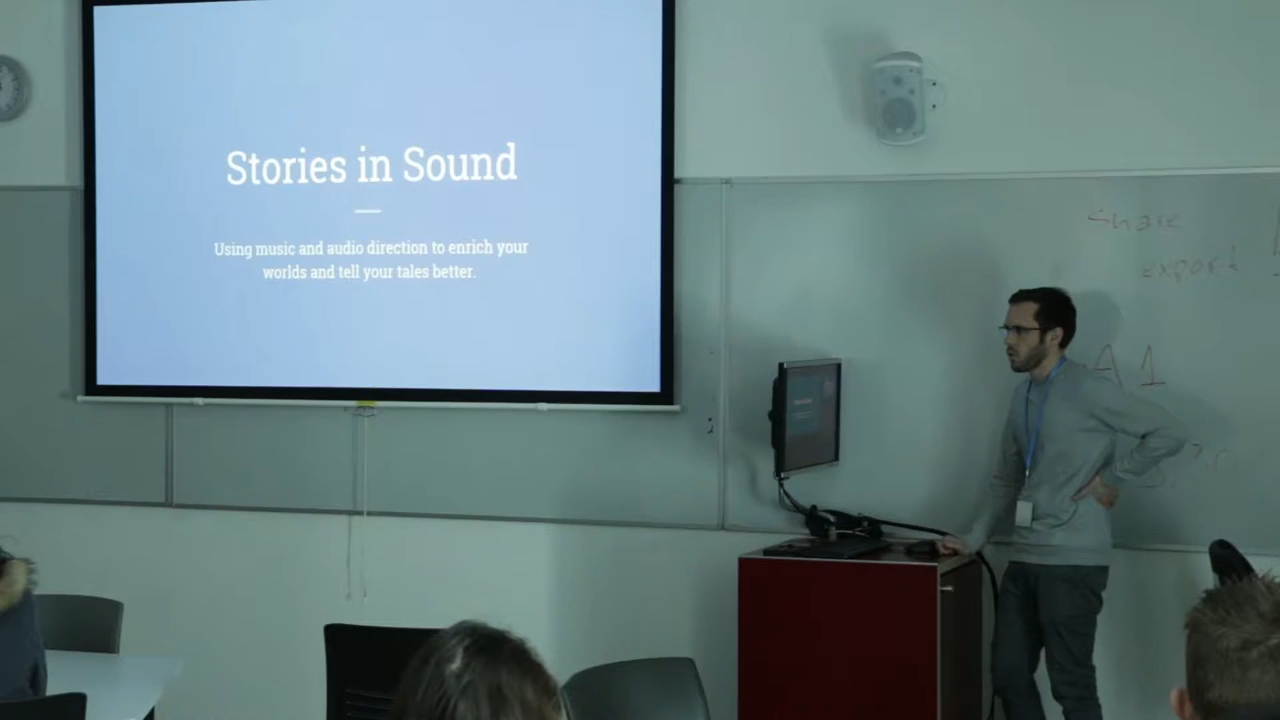 Stories in Sound
Using music and audio direction to enrich your
worlds and tell your tales better.
Share
export
A1